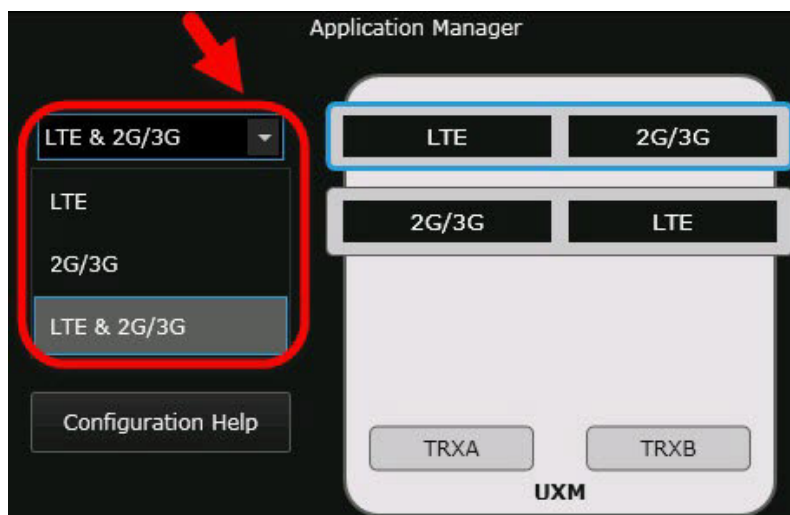 Application Manager
LTE & 2G/3G
LTE
2G/3G
LTE & 2G/3G
Configuration Help
LTE 2G/3G
2G/3G LTE
TRXA TRXB
UXM